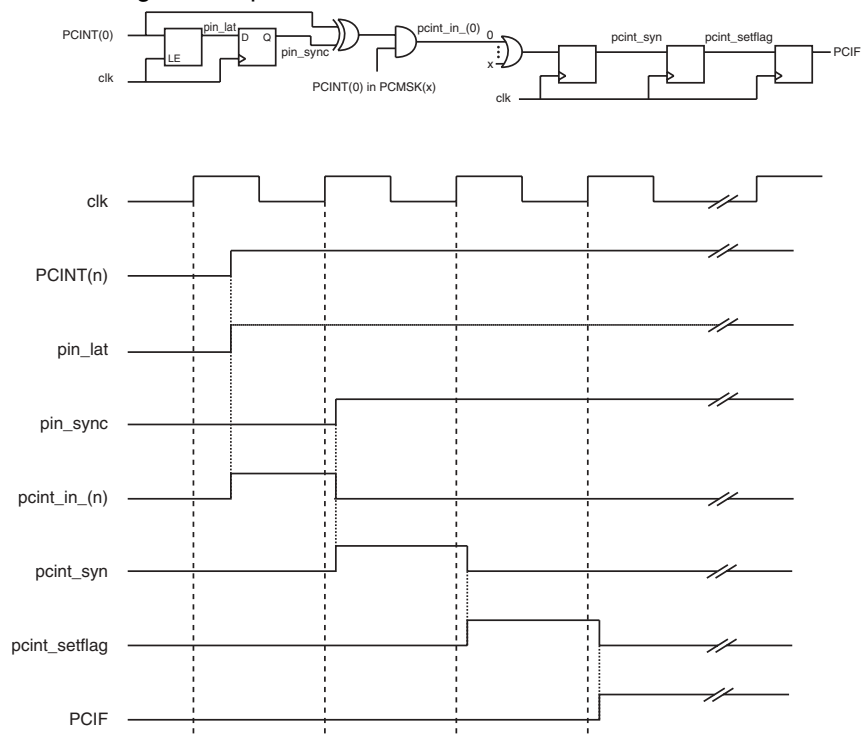 PCINT(0)
pin_lat
D Q
LE
pin_sync
clk
PCINT(0) in PCMSK(x)
pcint_in_(0)
0
x
pcint_syn
pcint_setflag
PCIF
clk
clk
PCINT(n)
pin_lat
pin_sync
pcint_in_(n)
pcint_syn
pcint_setflag
PCIF